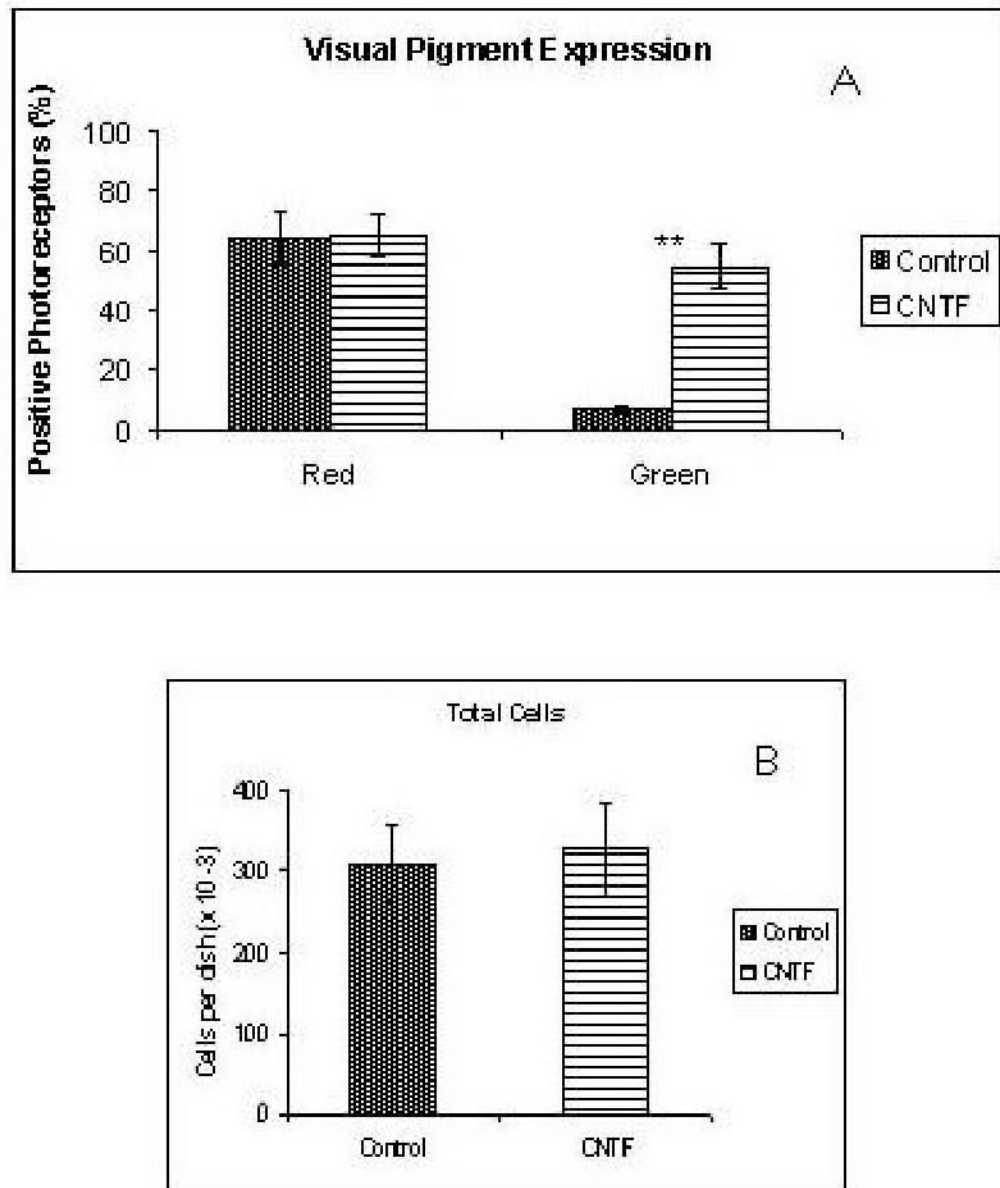 Visual Pigment Expression
A
Positive Photoreceptors (%)
100
80
60
40
20
0
**
Red
Green
Control
CNTF
Total Cells
B
Cells per dish (x 10 -3)
400
300
200
100
0
Control
CNTF
Control
CNTF